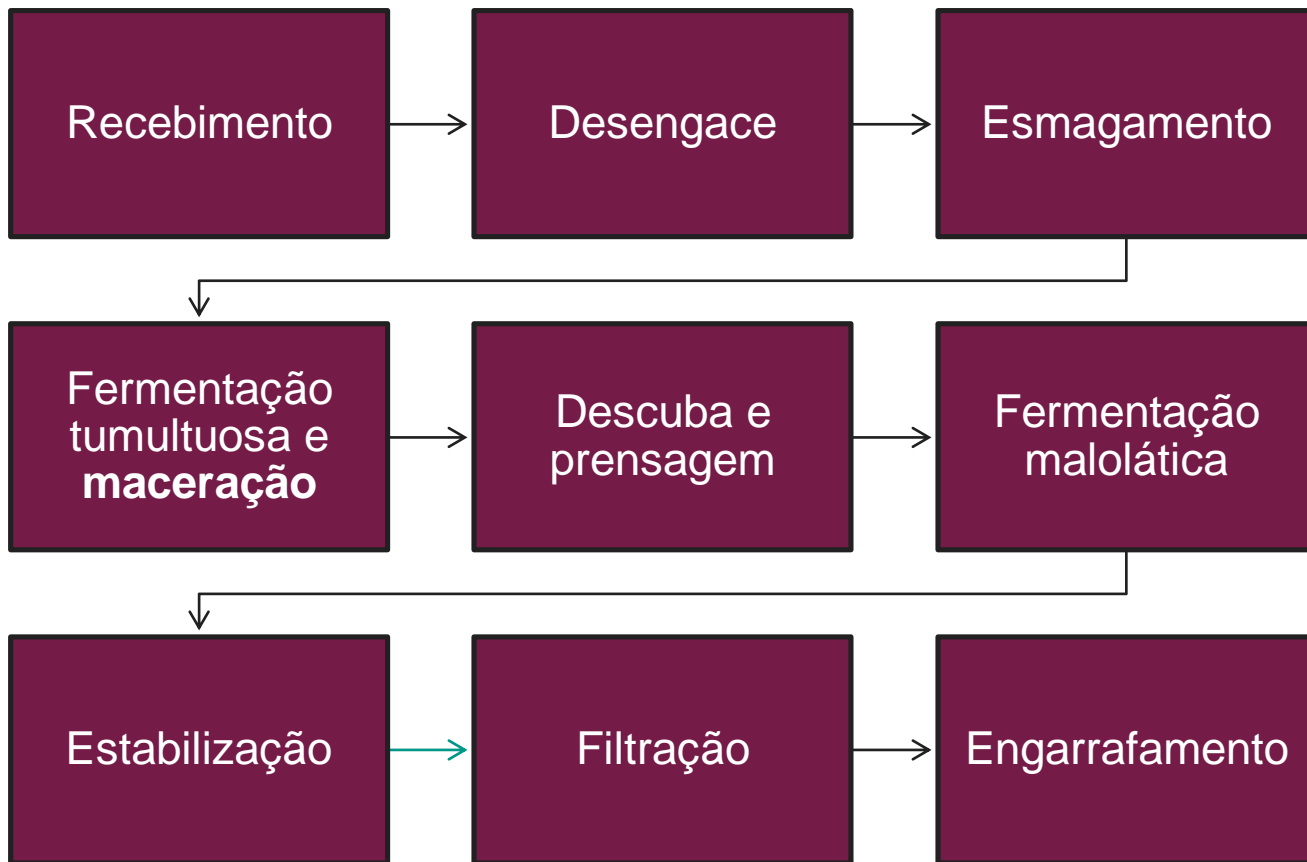 Recebimento
Desengace
Esmagamento
Fermentação
tumultuosa e
maceração
Descuba e
prensagem
Fermentação
malolática
Estabilização
Filtração
Engarrafamento